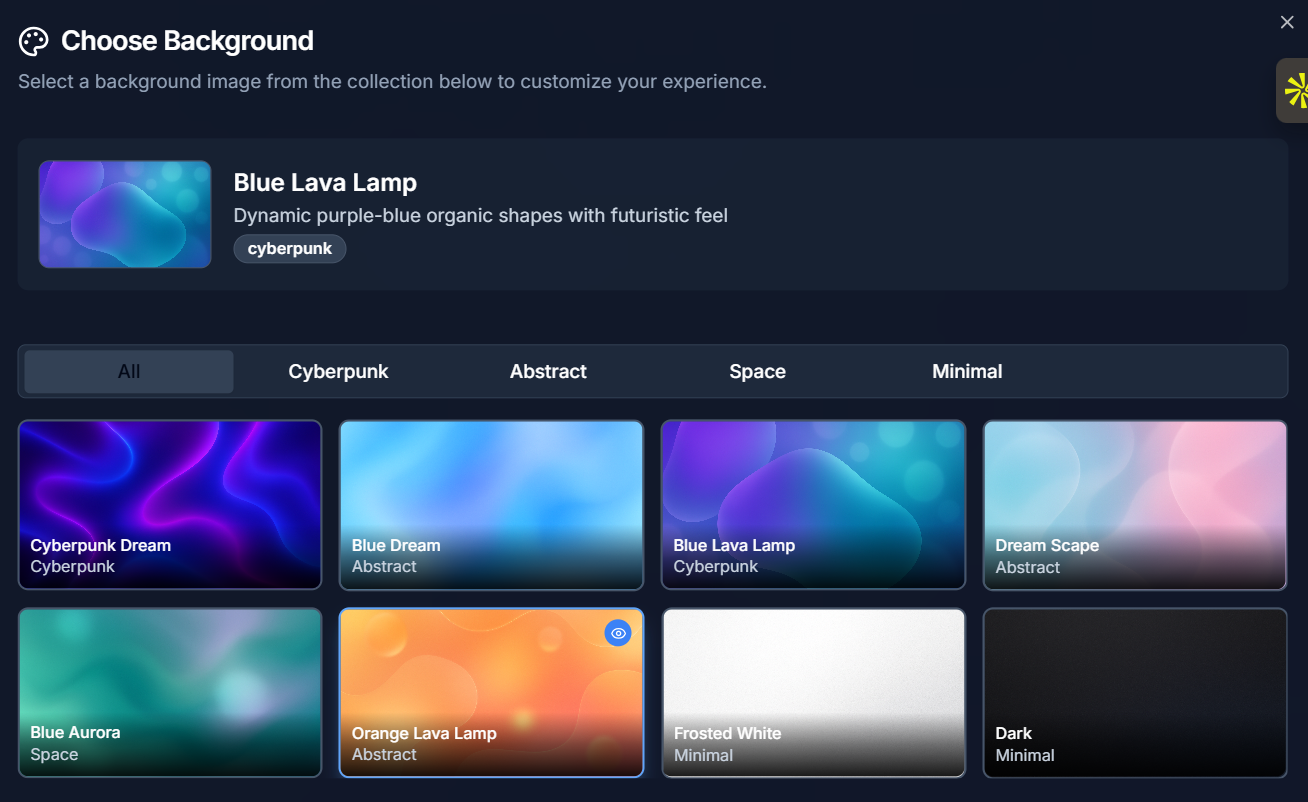 Choose Background
Select a background image from the collection below to customize your experience.
Blue Lava Lamp
Dynamic purple-blue organic shapes with futuristic feel
cyberpunk
All Cyberpunk Abstract Space Minimal
Cyberpunk Dream
Cyberpunk
Blue Dream
Abstract
Blue Lava Lamp
Cyberpunk
Dream Scape
Abstract
Blue Aurora
Space
Orange Lava Lamp
Abstract
Frosted White
Minimal
Dark
Minimal